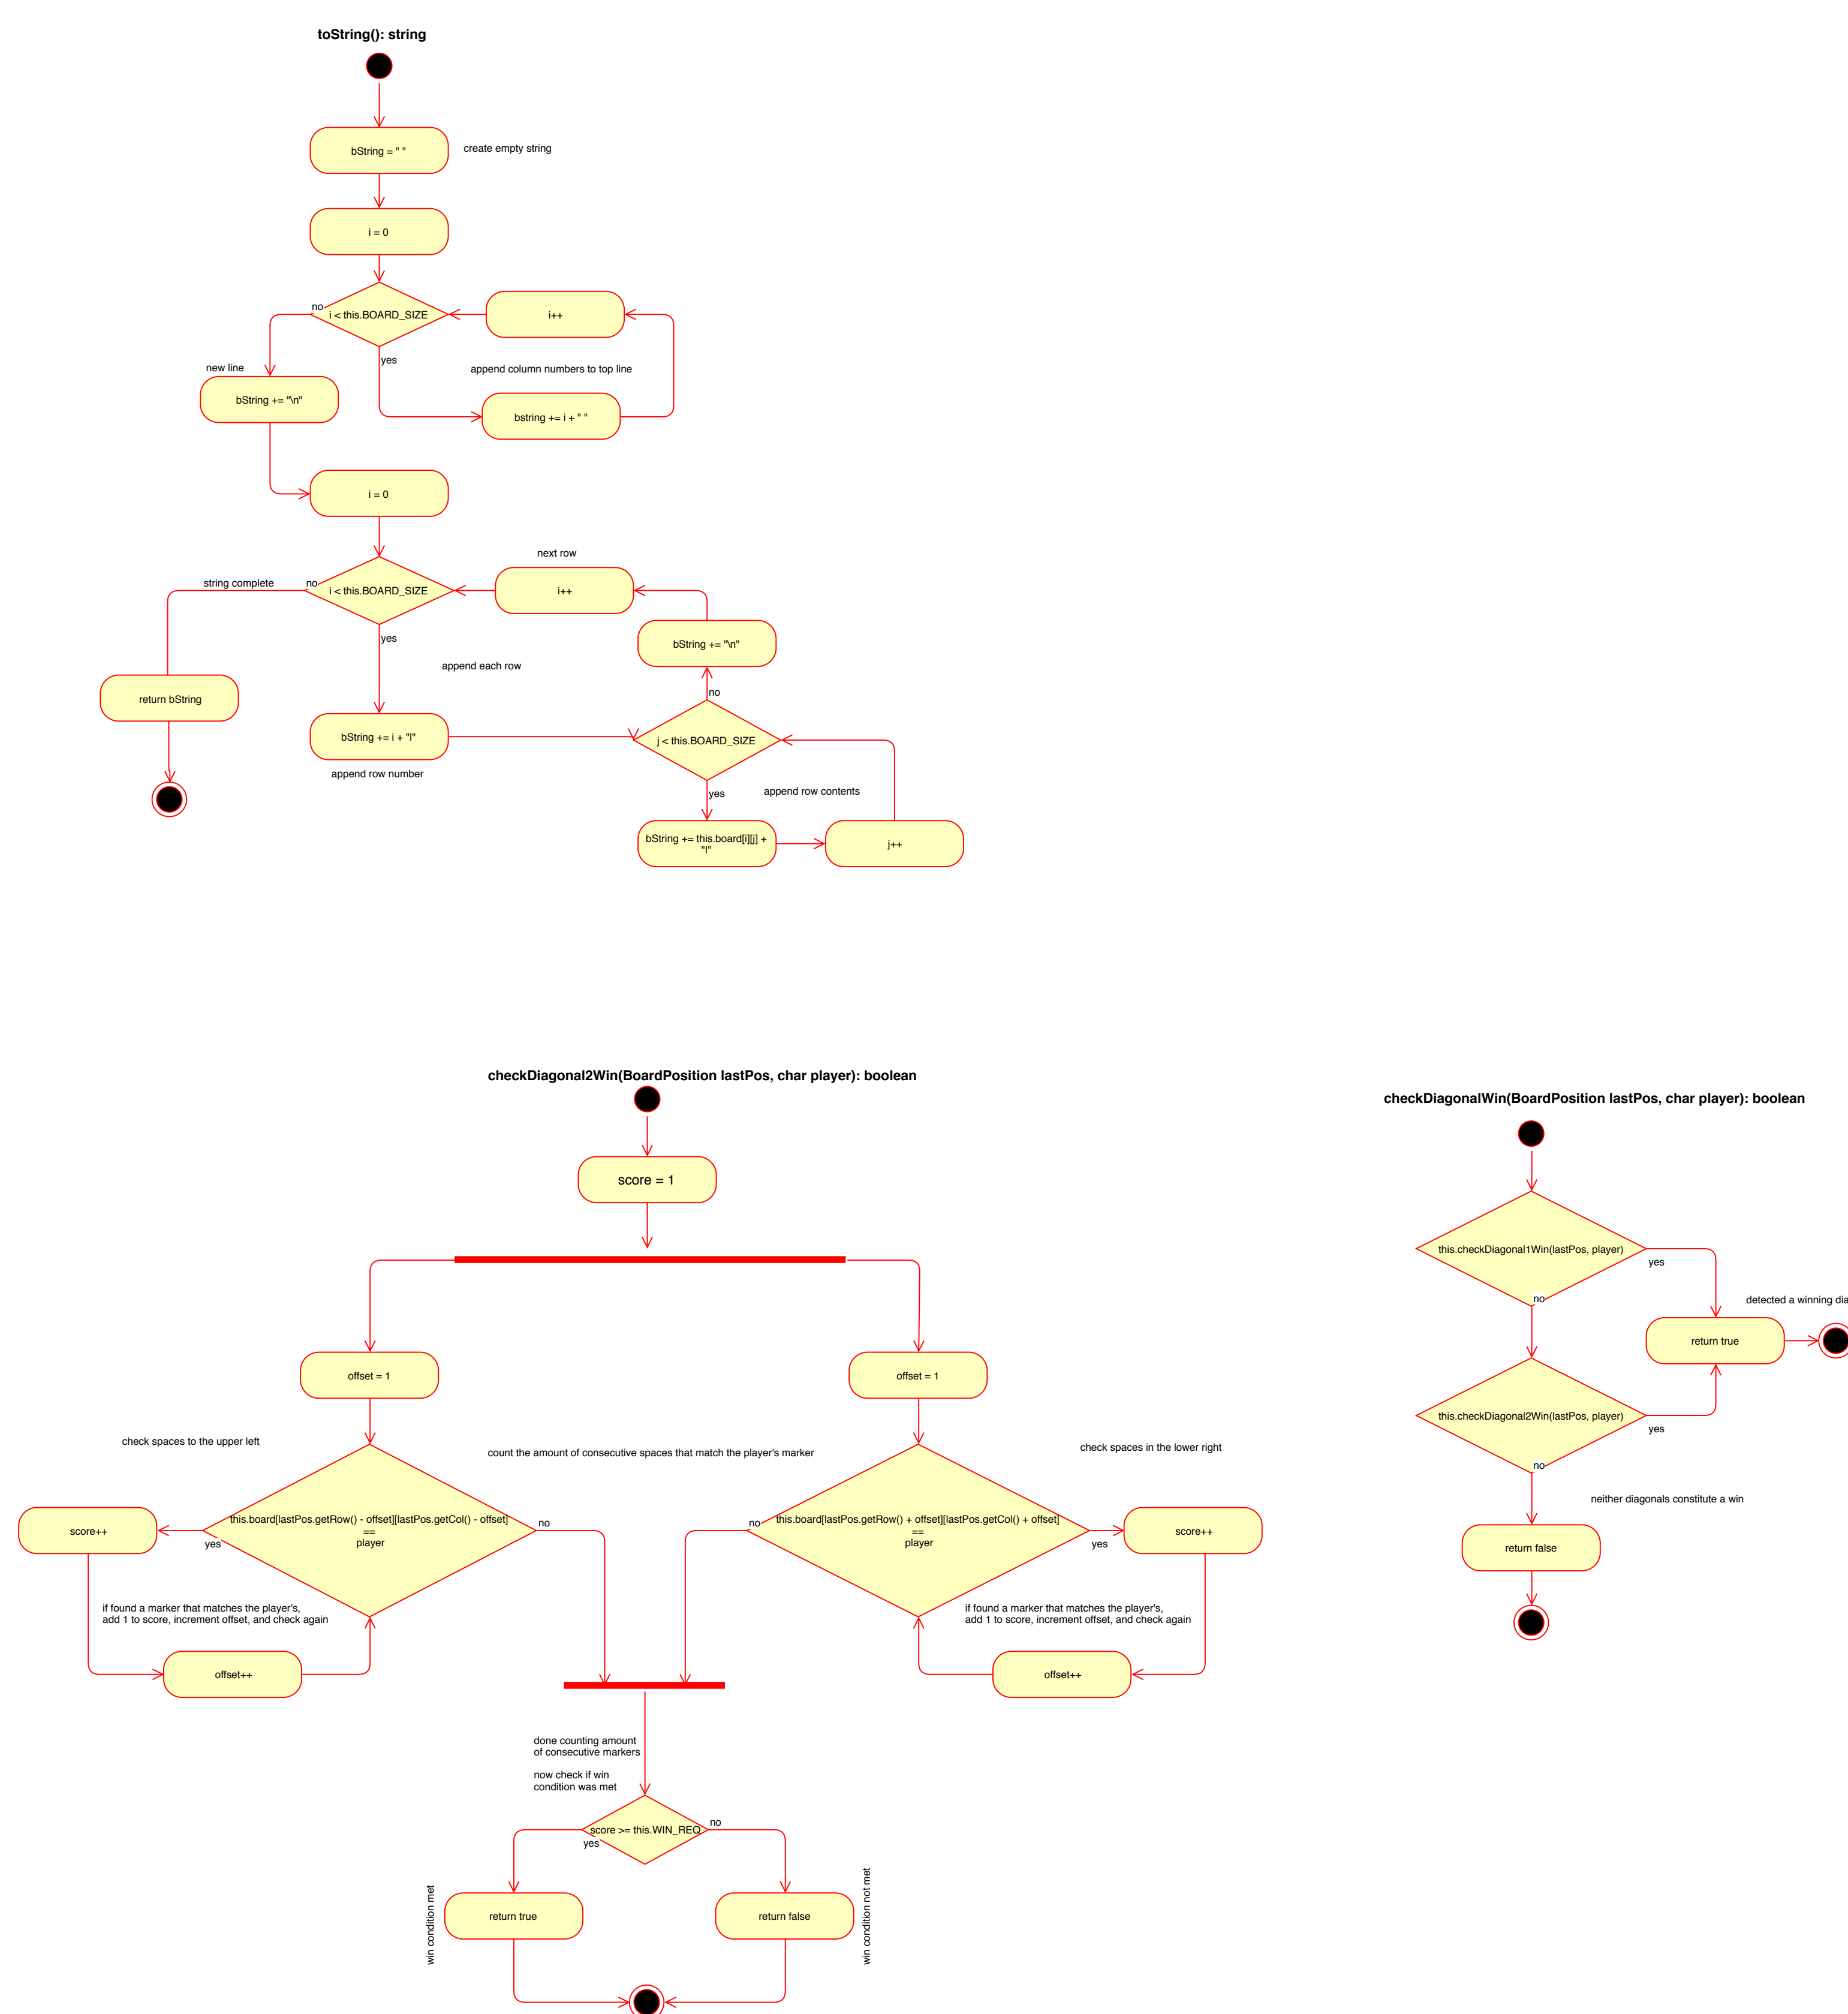 toString(): string
bString = " "
create empty string
i = 0
no
i < this.BOARD_SIZE
i++
yes
new line
append column numbers to top line
bString += "\n"
bstring += i + " "
i = 0
next row
string complete
no
i < this.BOARD_SIZE
i++
yes
bString += "\n"
append each row
no
return bString
bString += i + "|"
j < this.BOARD_SIZE
append row number
yes
append row contents
bString += this.board[i][j] +
"|"
j++
checkDiagonal2Win(BoardPosition lastPos, char player): boolean
score = 1
offset = 1
offset = 1
check spaces to the upper left
count the amount of consecutive spaces that match the player's marker
check spaces in the lower right
this.board[lastPos.getRow() - offset][lastPos.getCol() - offset]
==
player
score++
yes
no
no
this.board[lastPos.getRow() + offset][lastPos.getCol() + offset]
==
player
yes
score++
if found a marker that matches the player's,
add 1 to score, increment offset, and check again
if found a marker that matches the player's,
add 1 to score, increment offset, and check again
offset++
offset++
done counting amount
of consecutive markers
now check if win
condition was met
score >= this.WIN_REQ
yes
no
win condition met
return true
return false
win condition not met
checkDiagonalWin(BoardPosition lastPos, char player): boolean
this.checkDiagonal1Win(lastPos, player)
yes
no
detected a winning
return true
this.checkDiagonal2Win(lastPos, player)
yes
no
neither diagonals constitute a win
return false